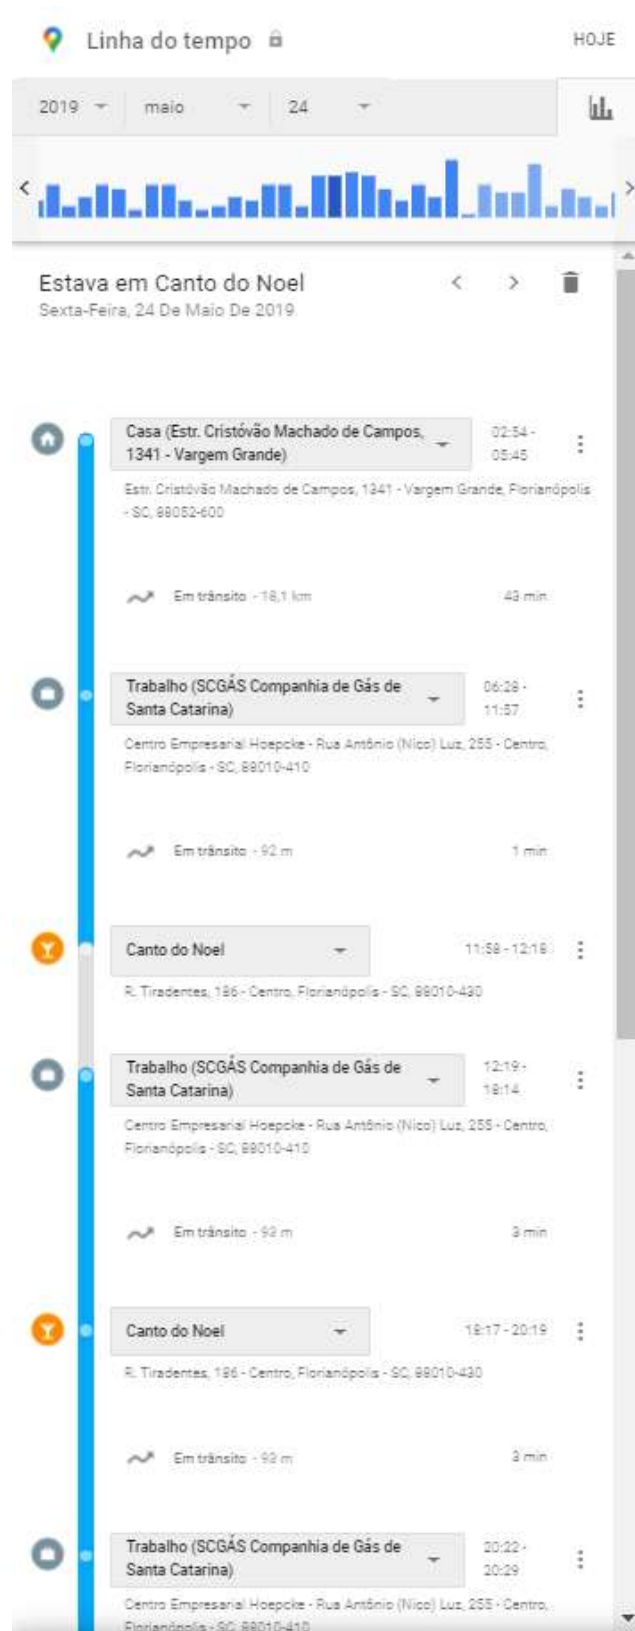 Linha do tempo
HOJE
2019 maio 24
Estava em Canto do Noel
Sexta-Feira, 24 De Maio De 2019
Casa (Estr. Cristóvão Machado de Campos,
1341 - Vargem Grande)
02:54 -
05:45
Estr. Cristóvão Machado de Campos, 1341 - Vargem Grande, Florianópolis
- SC, 88052-600
Em trânsito - 18,1 km
43 min
Trabalho (SCGÁS Companhia de Gás de
Santa Catarina)
06:28 -
11:57
Centro Empresarial Hoepcke - Rua Antônio (Nico) Luz, 255 - Centro,
Florianópolis - SC, 88010-410
Em trânsito - 92 m
1 min
Canto do Noel
11:58 - 12:18
R. Tiradentes, 186 - Centro, Florianópolis - SC, 88010-430
Trabalho (SCGÁS Companhia de Gás de
Santa Catarina)
12:19 -
18:14
Centro Empresarial Hoepcke - Rua Antônio (Nico) Luz, 255 - Centro,
Florianópolis - SC, 88010-410
Em trânsito - 93 m
3 min
Canto do Noel
18:17 - 20:19
R. Tiradentes, 186 - Centro, Florianópolis - SC, 88010-430
Em trânsito - 93 m
3 min
Trabalho (SCGÁS Companhia de Gás de
Santa Catarina)
20:22 -
20:29
Centro Empresarial Hoepcke - Rua Antônio (Nico) Luz, 255 - Centro,
Florianópolis - SC, 88010-410